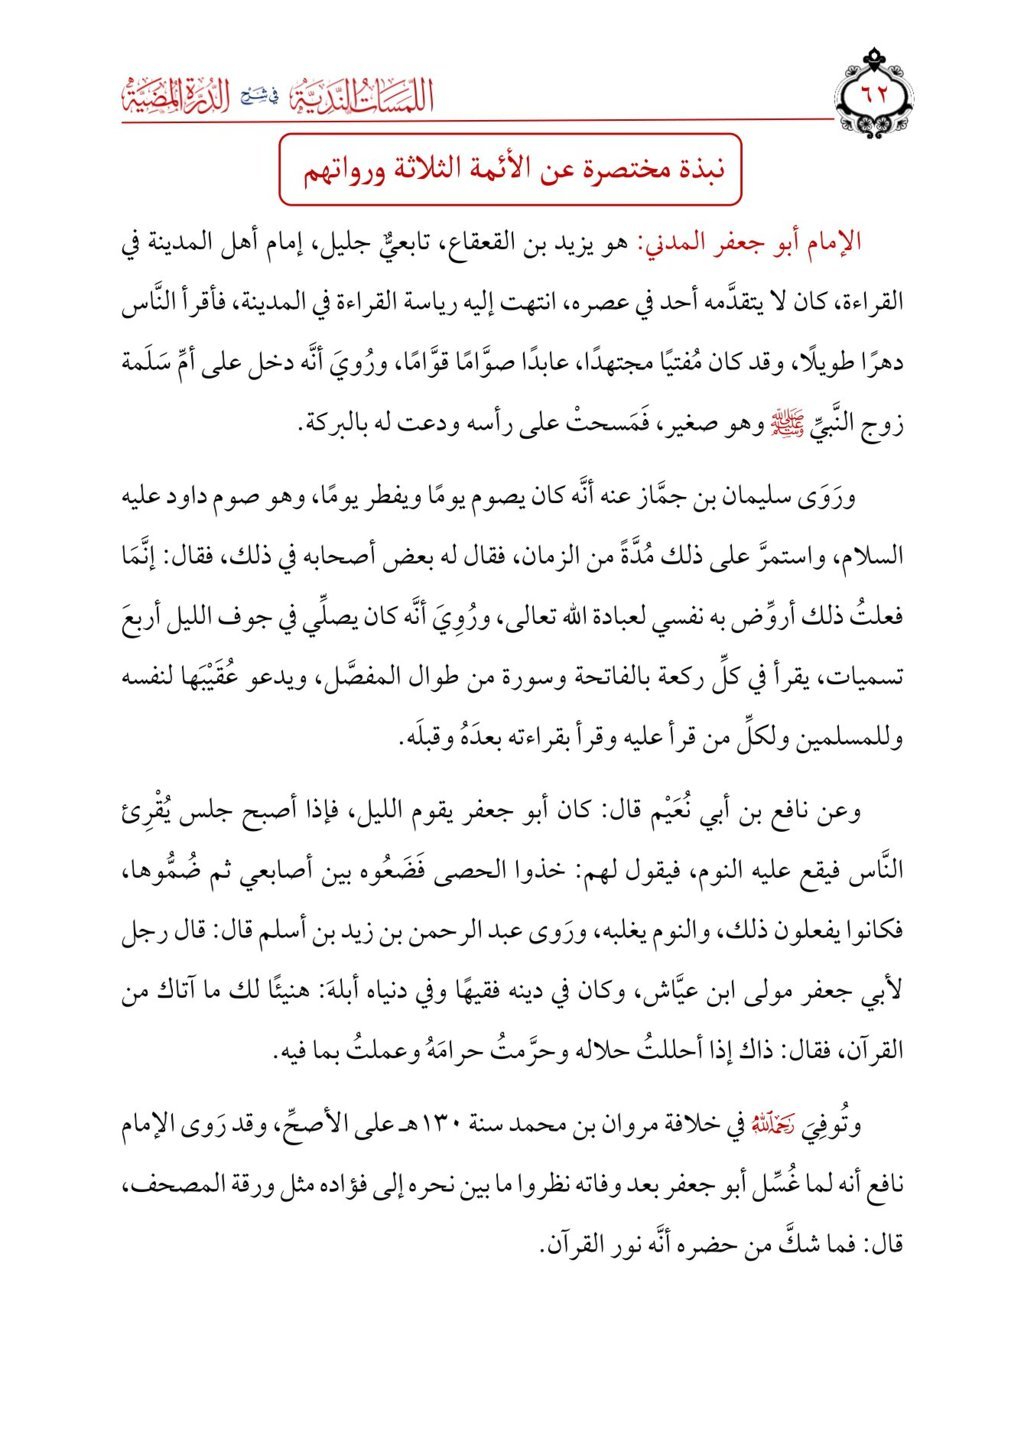 اللمسات الندية في شرح الدرة المضية
٦٢
نبذة مختصرة عن الأئمة الثلاثة ورواتهم
الإمام أبو جعفر المدني: هو يزيد بن القعقاع، تابعيٌّ جليل، إمام أهل المدينة في
القراءة، كان لا يتقدَّمه أحد في عصره، انتهت إليه رياسة القراءة في المدينة، فأقرأ النَّاس
دهرًا طويلًا، وقد كان مُفتيًا مجتهدًا، عابدًا صوَّامًا قوَّامًا، ورُويَ أنَّه دخل على أمِّ سَلَمة
زوج النَّبيِّ ﷺ وهو صغير، فَمَسحتْ على رأسه ودعت له بالبركة.
ورَوَى سليمان بن جمَّاز عنه أنَّه كان يصوم يومًا ويفطر يومًا، وهو صوم داود عليه
السلام، واستمرَّ على ذلك مُدَّةً من الزمان، فقال له بعض أصحابه في ذلك، فقال: إنَّمَا
فعلتُ ذلك أروِّض به نفسي لعبادة الله تعالى، ورُوِيَ أنَّه كان يصلِّي في جوف الليل أربعَ
تسميات، يقرأ في كلِّ ركعة بالفاتحة وسورة من طوال المفصَّل، ويدعو عُقَيْبَها لنفسه
وللمسلمين ولكلِّ من قرأ عليه وقرأ بقراءته بعدَهُ وقبلَه.
وعن نافع بن أبي نُعَيْم قال: كان أبو جعفر يقوم الليل، فإذا أصبح جلس يُقْرِئ
النَّاس فيقع عليه النوم، فيقول لهم: خذوا الحصى فَضَعُوه بين أصابعي ثم ضُمُّوها،
فكانوا يفعلون ذلك، والنوم يغلبه، ورَوى عبد الرحمن بن زيد بن أسلم قال: قال رجل
لأبي جعفر مولى ابن عيَّاش، وكان في دينه فقيهًا وفي دنياه أبلهَ: هنيئًا لك ما آتاك من
القرآن، فقال: ذاك إذا أحللتُ حلاله وحرَّمتُ حرامَهُ وعملتُ بما فيه.
وتُوفِيَ رَحِمَهُ اللَّهُ في خلافة مروان بن محمد سنة ١٣٠هـ على الأصحِّ، وقد رَوى الإمام
نافع أنه لما غُسِّل أبو جعفر بعد وفاته نظروا ما بين نحره إلى فؤاده مثل ورقة المصحف،
قال: فما شكَّ من حضره أنَّه نور القرآن.